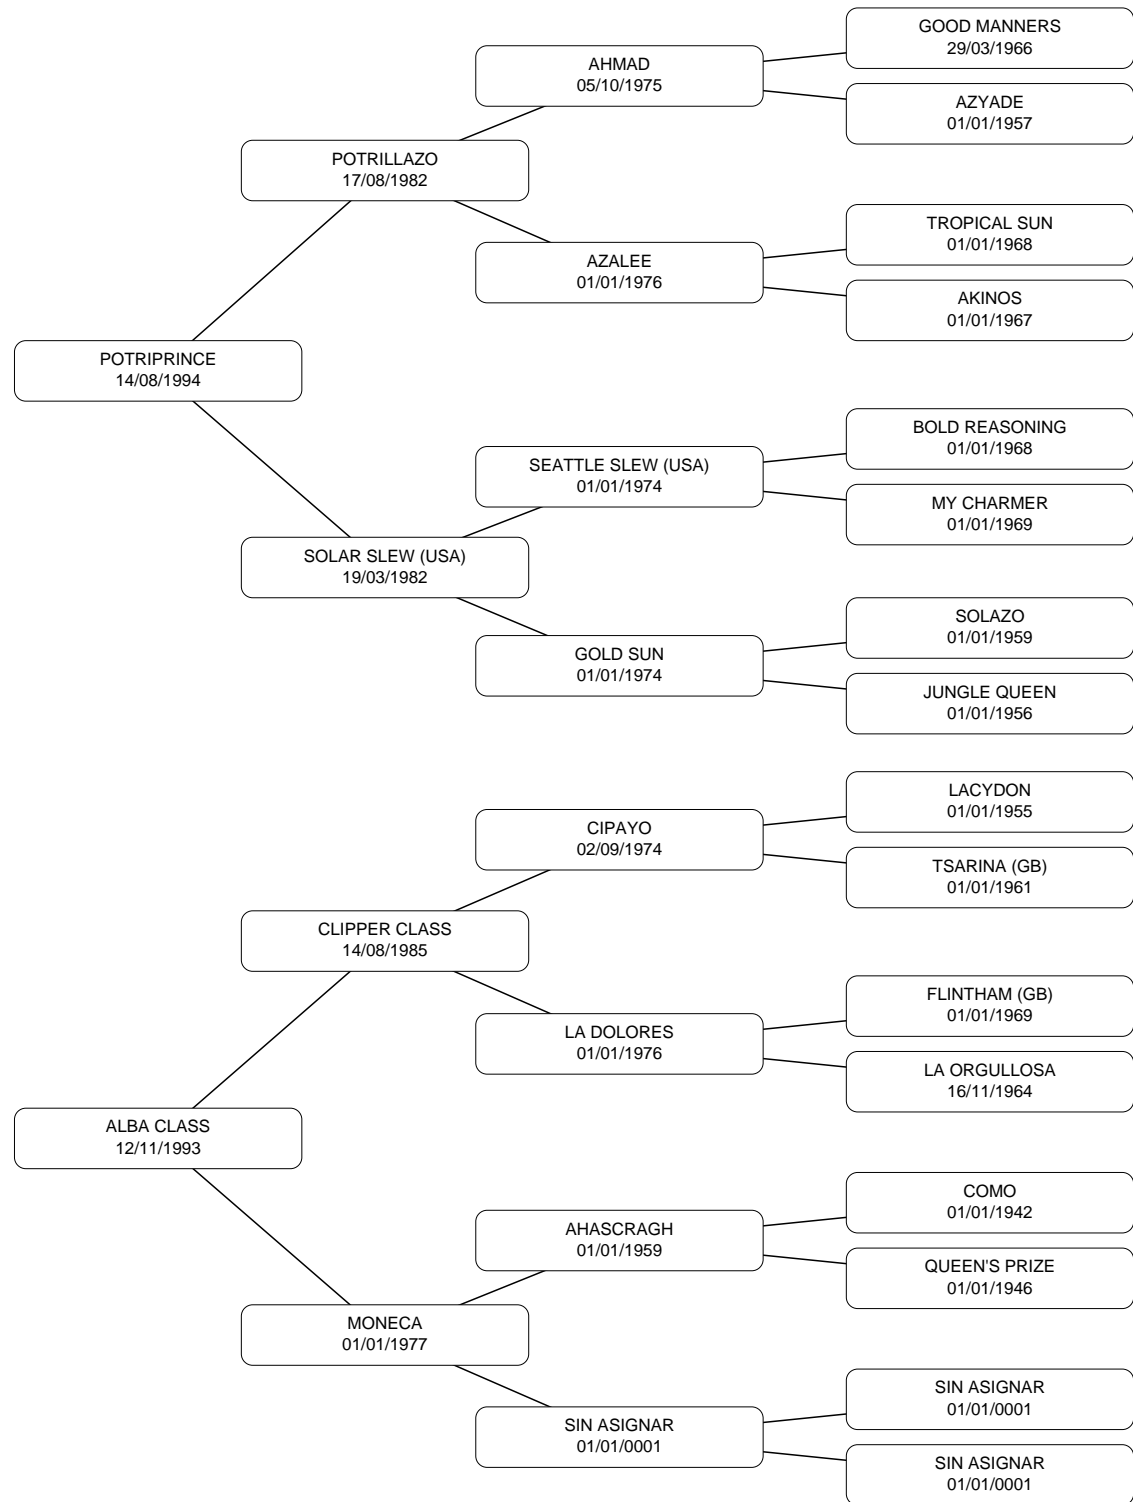 GOOD MANNERS
29/03/1966
AHMAD
05/10/1975
AZYADE
01/01/1957
POTRILLAZO
17/08/1982
TROPICAL SUN
01/01/1968
AZALEE
01/01/1976
AKINOS
01/01/1967
POTRIPRINCE
14/08/1994
BOLD REASONING
01/01/1968
SEATTLE SLEW (USA)
01/01/1974
MY CHARMER
01/01/1969
SOLAR SLEW (USA)
19/03/1982
SOLAZO
01/01/1959
GOLD SUN
01/01/1974
JUNGLE QUEEN
01/01/1956
LACYDON
01/01/1955
CIPAYO
02/09/1974
TSARINA (GB)
01/01/1961
CLIPPER CLASS
14/08/1985
FLINTHAM (GB)
01/01/1969
LA DOLORES
01/01/1976
LA ORGULLOSA
16/11/1964
ALBA CLASS
12/11/1993
COMO
01/01/1942
AHASCRAGH
01/01/1959
QUEEN'S PRIZE
01/01/1946
MONECA
01/01/1977
SIN ASIGNAR
01/01/0001
SIN ASIGNAR
01/01/0001
SIN ASIGNAR
01/01/0001